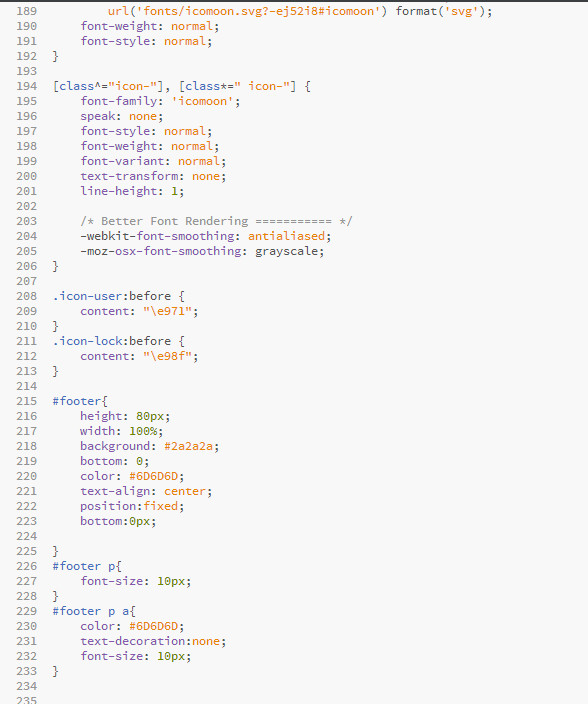 189 url('fonts/icomoon.svg?-ej52i8#icomoon') format('svg');
190 font-weight: normal;
191 font-style: normal;
192 }
193
194 [class^="icon-"], [class*=" icon-"] {
195 font-family: 'icomoon';
196 speak: none;
197 font-style: normal;
198 font-weight: normal;
199 font-variant: normal;
200 text-transform: none;
201 line-height: 1;
202
203 /* Better Font Rendering =========== */
204 -webkit-font-smoothing: antialiased;
205 -moz-osx-font-smoothing: grayscale;
206 }
207
208 .icon-user:before {
209 content: "\e971";
210 }
211 .icon-lock:before {
212 content: "\e98f";
213 }
214
215 #footer{
216 height: 80px;
217 width: 100%;
218 background: #2a2a2a;
219 bottom: 0;
220 color: #6D6D6D;
221 text-align: center;
222 position:fixed;
223 bottom:0px;
224
225 }
226 #footer p{
227 font-size: 10px;
228 }
229 #footer p a{
230 color: #6D6D6D;
231 text-decoration:none;
232 font-size: 10px;
233 }
234
235